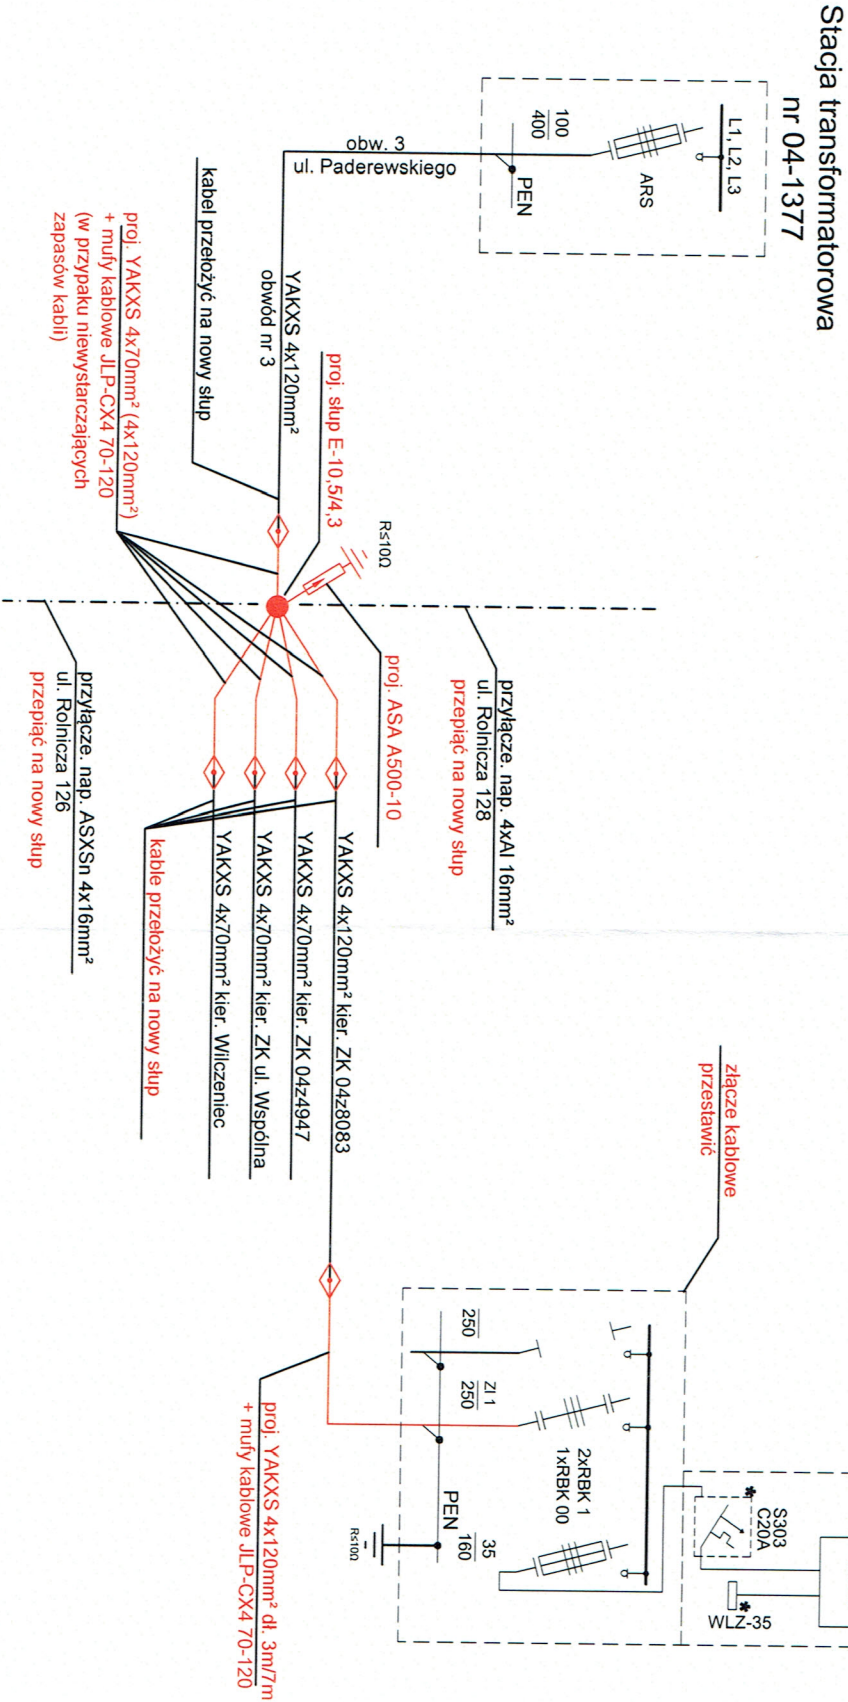 Stacja transformatorowa
nr 04-1377
L1, L2, L3
ARS
100
400
PEN
obw. 3
ul. Paderewskiego
YAKXS 4x120mm²
obwód nr 3
kabel przełożyć na nowy słup
proj. słup E-10,5/4,3
R≤10Ω
proj. YAKXS 4x70mm² (4x120mm²)
+ mufy kablowe JLP-CX4 70-120
(w przypaku niewystarczających
zapasów kabli)
proj. ASA A500-10
przyłącze. nap. 4xAl 16mm²
ul. Rolnicza 128
przepiąć na nowy słup
przyłącze. nap. ASXSn 4x16mm²
ul. Rolnicza 126
przepiąć na nowy słup
YAKXS 4x120mm² kier. ZK 04z8083
YAKXS 4x70mm² kier. ZK 04z4947
YAKXS 4x70mm² kier. ZK ul. Wspólna
YAKXS 4x70mm² kier. Wilczeniec
kable przełożyć na nowy słup
złącze kablowe
przestawić
250
ZI 1
250
2xRBK 1
1xRBK 00
PEN
35
160
R≤10Ω
S303
C20A
WLZ-35
proj. YAKXS 4x120mm² dł. 3m/7m
+ mufy kablowe JLP-CX4 70-120